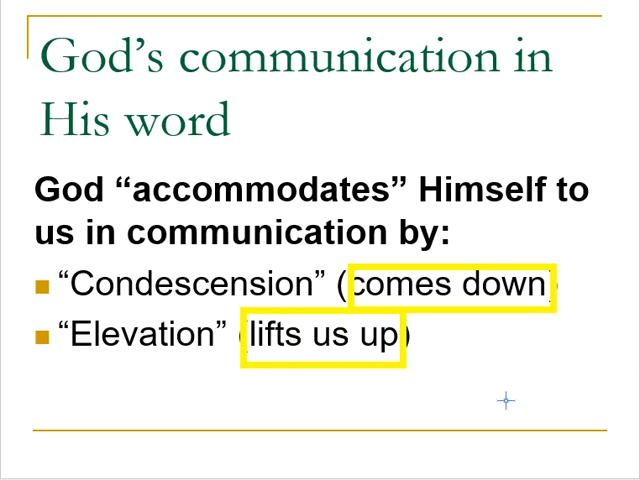 God’s communication in
His word
God “accommodates” Himself to
us in communication by:
“Condescension” (comes down)
“Elevation” (lifts us up)